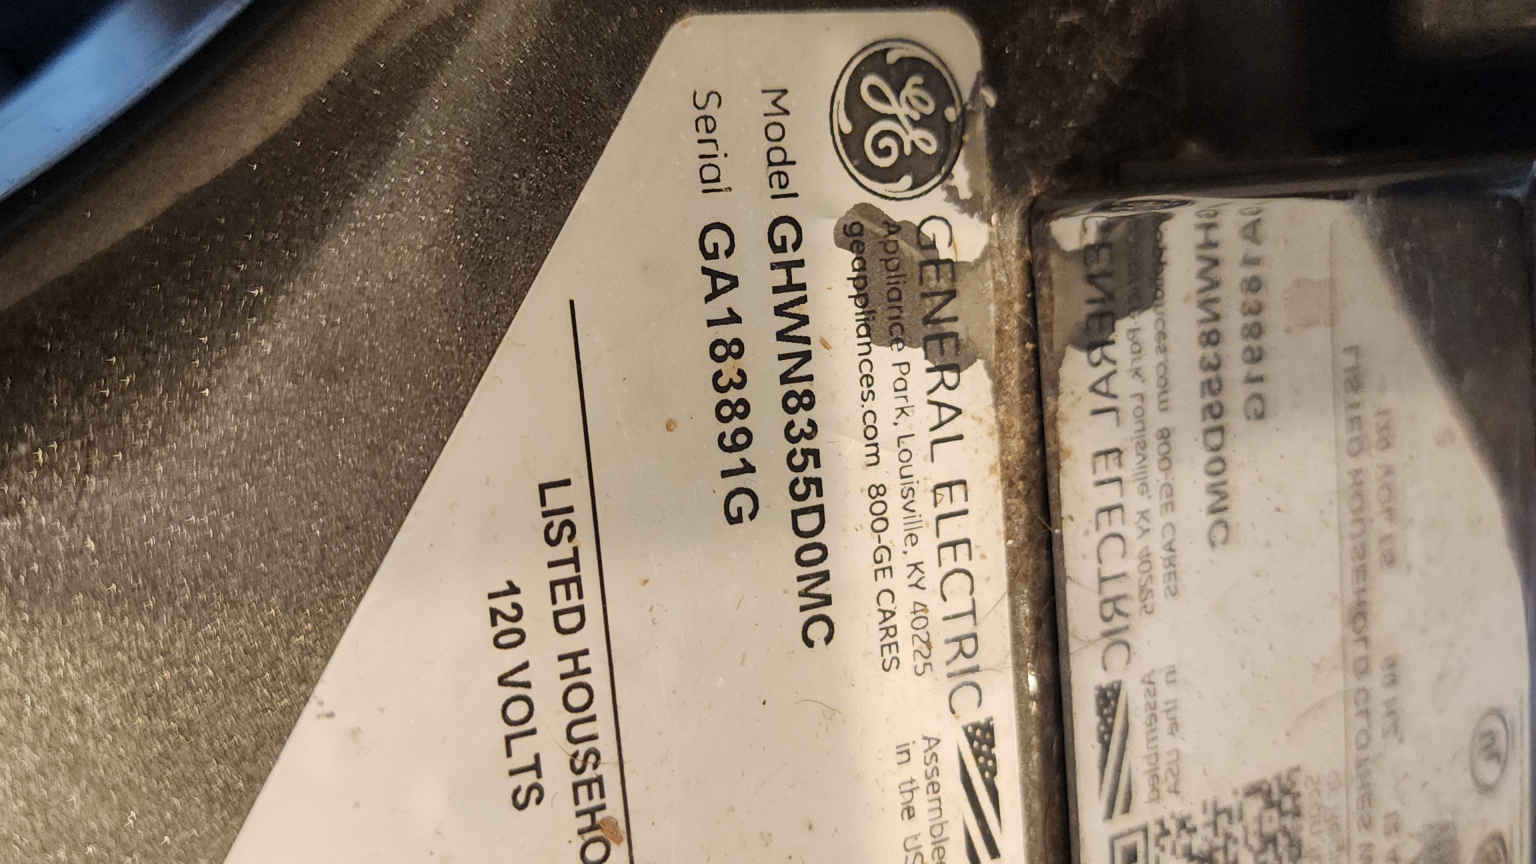 GE
GENERAL ELECTRIC
Appliance Park, Louisville, KY 40225
geappliances.com 800-GE CARES
Assembled
in the US
Model GHWN8355D0MC
Serial GA183891G
LISTED HOUSEHO
120 VOLTS